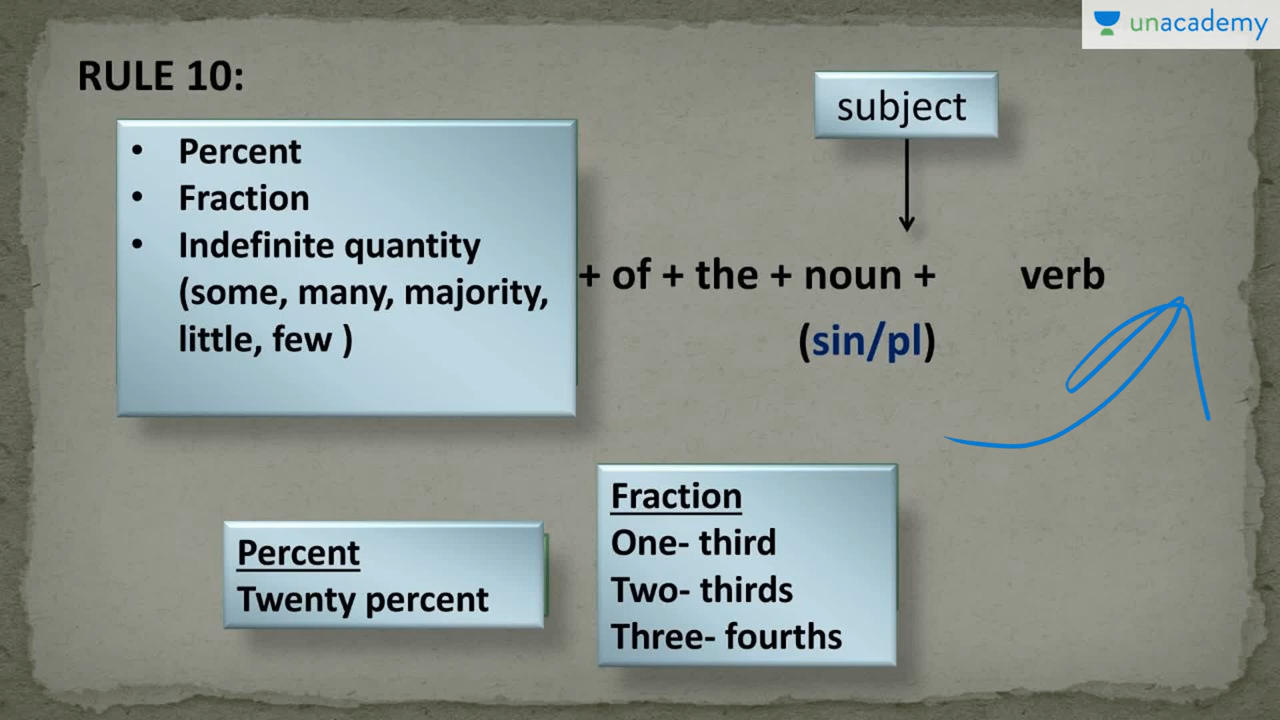 unacademy
RULE 10:
subject
• Percent
• Fraction
• Indefinite quantity
(some, many, majority,
little, few )
+ of + the + noun + verb
(sin/pl)
Percent
Twenty percent
Fraction
One- third
Two- thirds
Three- fourths